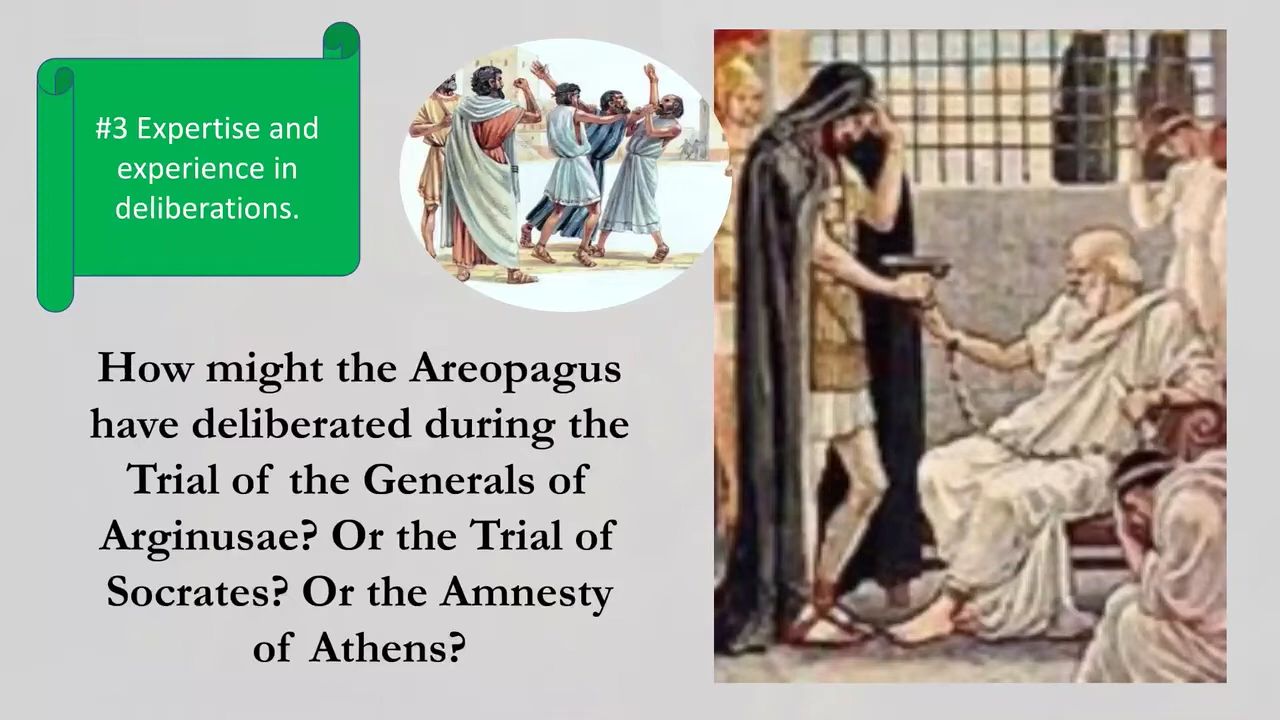 #3 Expertise and
experience in
deliberations.
How might the Areopagus
have deliberated during the
Trial of the Generals of
Arginusae? Or the Trial of
Socrates? Or the Amnesty
of Athens?